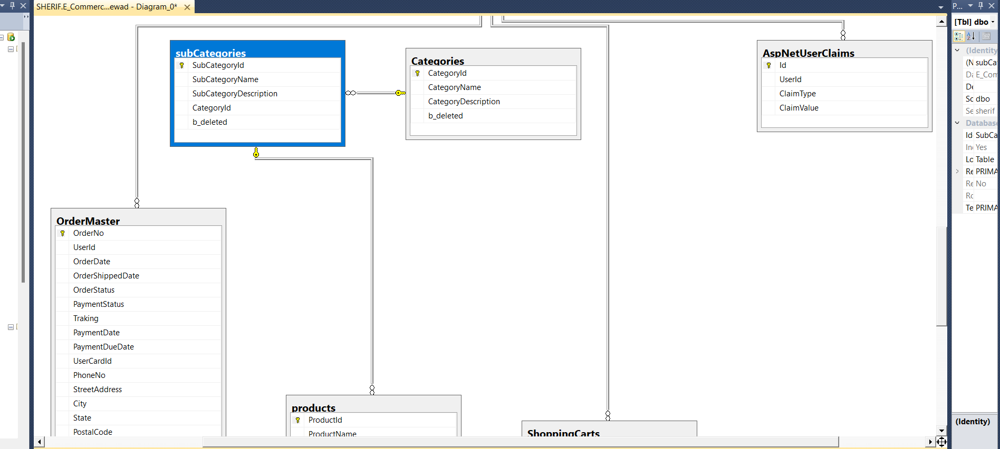 SHERIF.E_Commerc...ewad - Diagram_0*
subCategories
SubCategoryId
SubCategoryName
SubCategoryDescription
CategoryId
b_deleted
Categories
CategoryId
CategoryName
CategoryDescription
b_deleted
AspNetUserClaims
Id
UserId
ClaimType
ClaimValue
OrderMaster
OrderNo
UserId
OrderDate
OrderShippedDate
OrderStatus
PaymentStatus
Traking
PaymentDate
PaymentDueDate
UserCardId
PhoneNo
StreetAddress
City
State
PostalCode
products
ProductId
ProductName
ShoppingCarts
P...
[Tbl] dbo
(Identity
(N subCa
Da E_Com
De
Sc dbo
Se sherif
Database
Id SubCa
In Yes
Lc Table
Re PRIMA
Re No
Rc
Te PRIMA
(Identity)